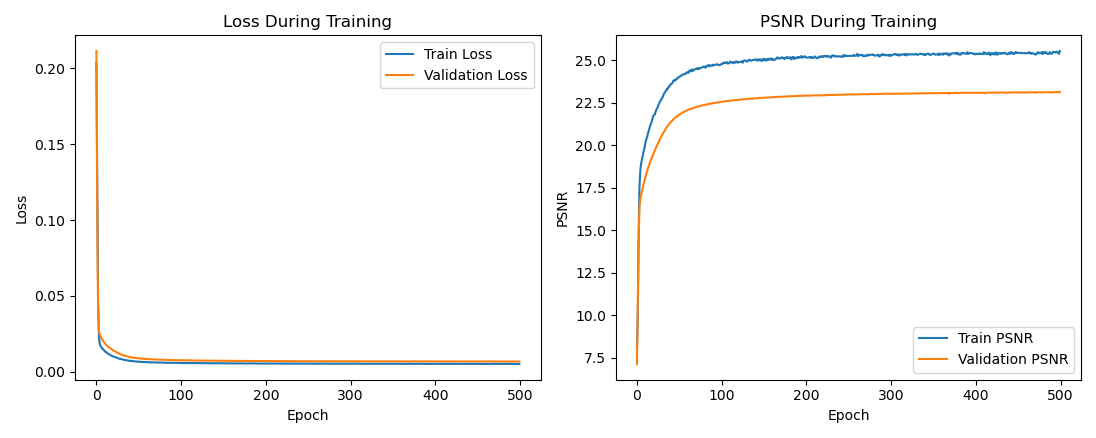 Loss During Training
0.20
0.15
0.10
0.05
0.00
Loss
0 100 200 300 400 500
Epoch
Train Loss
Validation Loss
PSNR During Training
25.0
22.5
20.0
17.5
15.0
12.5
10.0
7.5
PSNR
0 100 200 300 400 500
Epoch
Train PSNR
Validation PSNR